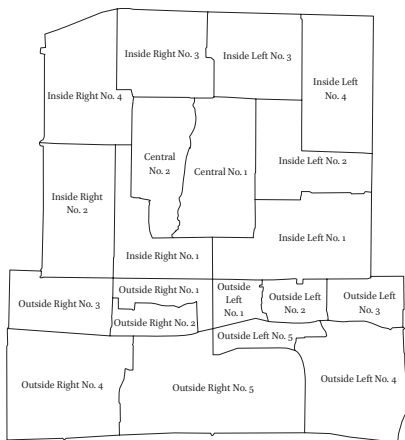 Inside Right No. 3
Inside Left No. 3
Inside Left
No. 4
Inside Right No. 4
Central
No. 2
Central No. 1
Inside Left No. 2
Inside Right
No. 2
Inside Left No. 1
Inside Right No. 1
Outside Right No. 1
Outside
Left
No. 1
Outside Left
No. 2
Outside Left
No. 3
Outside Right No. 3
Outside Right No. 2
Outside Left No. 5
Outside Right No. 4
Outside Right No. 5
Outside Left No. 4